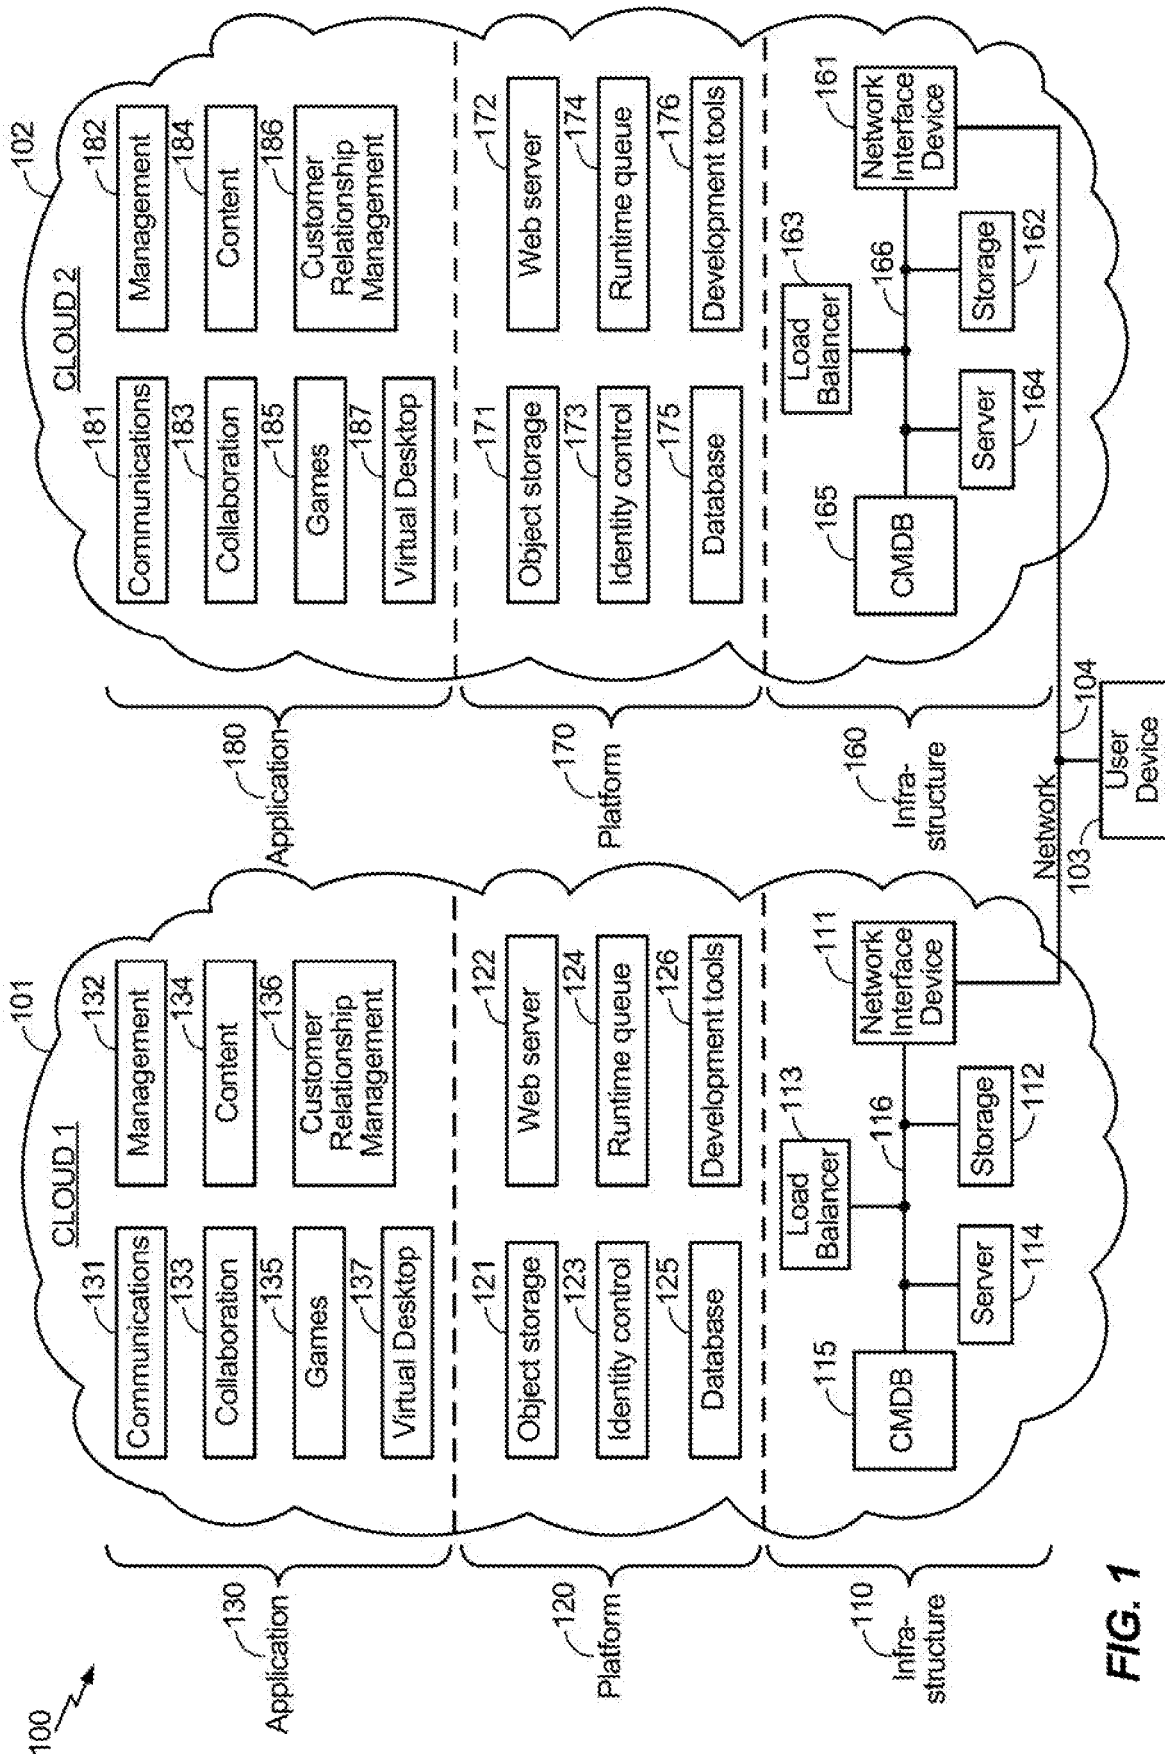 100
101
102
CLOUD 1
130
Application
131
Communications
132
Management
133
Collaboration
134
Content
135
Games
136
Customer
Relationship
Management
137
Virtual Desktop
120
Platform
121
Object storage
122
Web server
123
Identity control
124
Runtime queue
125
Database
126
Development tools
110
Infra-
structure
115
CMDB
113
Load
Balancer
116
111
Network
Interface
Device
114
Server
112
Storage
CLOUD 2
180
Application
181
Communications
182
Management
183
Collaboration
184
Content
185
Games
186
Customer
Relationship
Management
187
Virtual Desktop
170
Platform
171
Object storage
172
Web server
173
Identity control
174
Runtime queue
175
Database
176
Development tools
160
Infra-
structure
165
CMDB
163
Load
Balancer
166
161
Network
Interface
Device
164
Server
162
Storage
Network
104
103
User
Device
FIG. 1